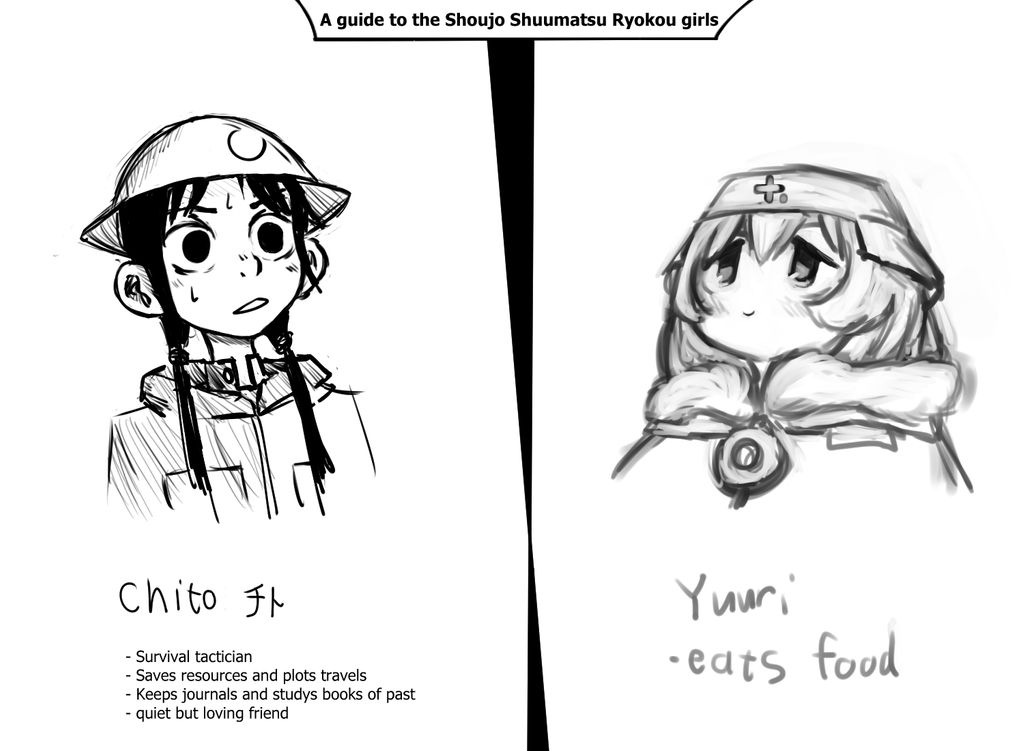 A guide to the Shoujo Shuumatsu Ryokou girls
Chito チト
- Survival tactician
- Saves resources and plots travels
- Keeps journals and studys books of past
- quiet but loving friend
Yuuri
-eats food